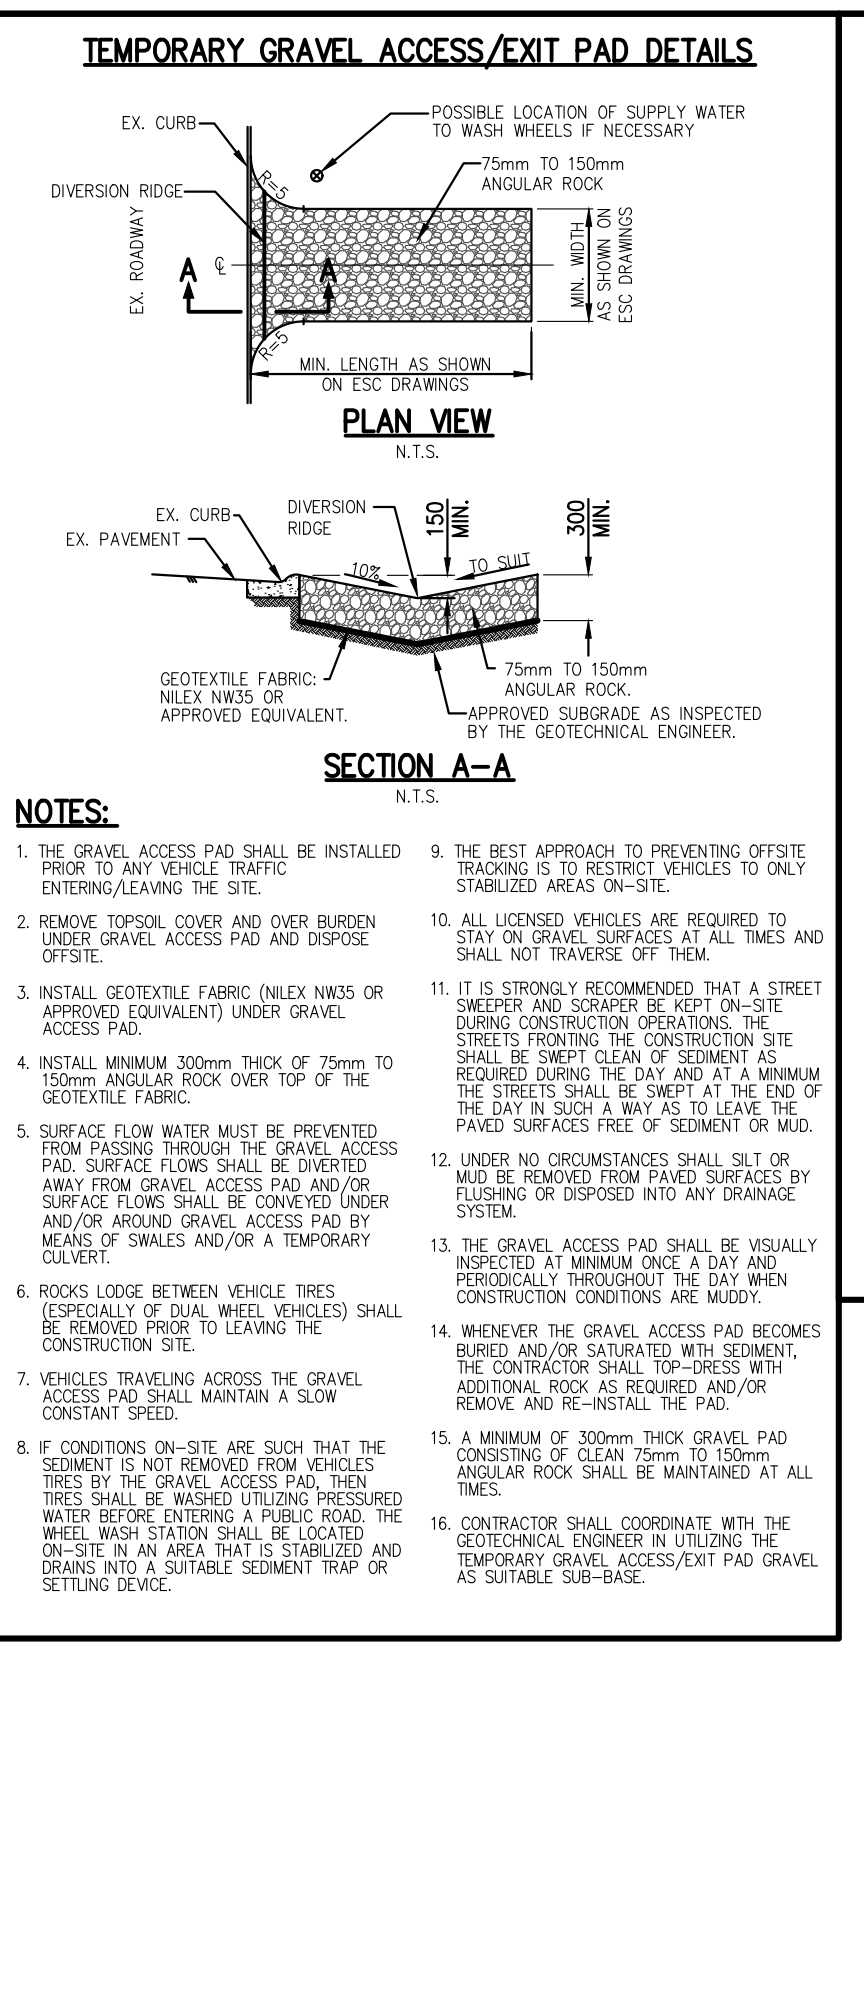 TEMPORARY GRAVEL ACCESS/EXIT PAD DETAILS
EX. CURB
POSSIBLE LOCATION OF SUPPLY WATER
TO WASH WHEELS IF NECESSARY
75mm TO 150mm
ANGULAR ROCK
R=5
DIVERSION RIDGE
EX. ROADWAY
A
℄
A
MIN. WIDTH
AS SHOWN ON
ESC DRAWINGS
R=5
MIN. LENGTH AS SHOWN
ON ESC DRAWINGS
PLAN VIEW
N.T.S.
EX. CURB
EX. PAVEMENT
DIVERSION
RIDGE
150
MIN.
300
MIN.
10%
TO SUIT
GEOTEXTILE FABRIC:
NILEX NW35 OR
APPROVED EQUIVALENT.
75mm TO 150mm
ANGULAR ROCK.
APPROVED SUBGRADE AS INSPECTED
BY THE GEOTECHNICAL ENGINEER.
SECTION A-A
N.T.S.
NOTES:
1. THE GRAVEL ACCESS PAD SHALL BE INSTALLED
PRIOR TO ANY VEHICLE TRAFFIC
ENTERING/LEAVING THE SITE.
2. REMOVE TOPSOIL COVER AND OVER BURDEN
UNDER GRAVEL ACCESS PAD AND DISPOSE
OFFSITE.
3. INSTALL GEOTEXTILE FABRIC (NILEX NW35 OR
APPROVED EQUIVALENT) UNDER GRAVEL
ACCESS PAD.
4. INSTALL MINIMUM 300mm THICK OF 75mm TO
150mm ANGULAR ROCK OVER TOP OF THE
GEOTEXTILE FABRIC.
5. SURFACE FLOW WATER MUST BE PREVENTED
FROM PASSING THROUGH THE GRAVEL ACCESS
PAD. SURFACE FLOWS SHALL BE DIVERTED
AWAY FROM GRAVEL ACCESS PAD AND/OR
SURFACE FLOWS SHALL BE CONVEYED UNDER
AND/OR AROUND GRAVEL ACCESS PAD BY
MEANS OF SWALES AND/OR A TEMPORARY
CULVERT.
6. ROCKS LODGE BETWEEN VEHICLE TIRES
(ESPECIALLY OF DUAL WHEEL VEHICLES) SHALL
BE REMOVED PRIOR TO LEAVING THE
CONSTRUCTION SITE.
7. VEHICLES TRAVELING ACROSS THE GRAVEL
ACCESS PAD SHALL MAINTAIN A SLOW
CONSTANT SPEED.
8. IF CONDITIONS ON-SITE ARE SUCH THAT THE
SEDIMENT IS NOT REMOVED FROM VEHICLES
TIRES BY THE GRAVEL ACCESS PAD, THEN
TIRES SHALL BE WASHED UTILIZING PRESSURED
WATER BEFORE ENTERING A PUBLIC ROAD. THE
WHEEL WASH STATION SHALL BE LOCATED
ON-SITE IN AN AREA THAT IS STABILIZED AND
DRAINS INTO A SUITABLE SEDIMENT TRAP OR
SETTLING DEVICE.
9. THE BEST APPROACH TO PREVENTING OFFSITE
TRACKING IS TO RESTRICT VEHICLES TO ONLY
STABILIZED AREAS ON-SITE.
10. ALL LICENSED VEHICLES ARE REQUIRED TO
STAY ON GRAVEL SURFACES AT ALL TIMES AND
SHALL NOT TRAVERSE OFF THEM.
11. IT IS STRONGLY RECOMMENDED THAT A STREET
SWEEPER AND SCRAPER BE KEPT ON-SITE
DURING CONSTRUCTION OPERATIONS. THE
STREETS FRONTING THE CONSTRUCTION SITE
SHALL BE SWEPT CLEAN OF SEDIMENT AS
REQUIRED DURING THE DAY AND AT A MINIMUM
THE STREETS SHALL BE SWEPT AT THE END OF
THE DAY IN SUCH A WAY AS TO LEAVE THE
PAVED SURFACES FREE OF SEDIMENT OR MUD.
12. UNDER NO CIRCUMSTANCES SHALL SILT OR
MUD BE REMOVED FROM PAVED SURFACES BY
FLUSHING OR DISPOSED INTO ANY DRAINAGE
SYSTEM.
13. THE GRAVEL ACCESS PAD SHALL BE VISUALLY
INSPECTED AT MINIMUM ONCE A DAY AND
PERIODICALLY THROUGHOUT THE DAY WHEN
CONSTRUCTION CONDITIONS ARE MUDDY.
14. WHENEVER THE GRAVEL ACCESS PAD BECOMES
BURIED AND/OR SATURATED WITH SEDIMENT,
THE CONTRACTOR SHALL TOP-DRESS WITH
ADDITIONAL ROCK AS REQUIRED AND/OR
REMOVE AND RE-INSTALL THE PAD.
15. A MINIMUM OF 300mm THICK GRAVEL PAD
CONSISTING OF CLEAN 75mm TO 150mm
ANGULAR ROCK SHALL BE MAINTAINED AT ALL
TIMES.
16. CONTRACTOR SHALL COORDINATE WITH THE
GEOTECHNICAL ENGINEER IN UTILIZING THE
TEMPORARY GRAVEL ACCESS/EXIT PAD GRAVEL
AS SUITABLE SUB-BASE.